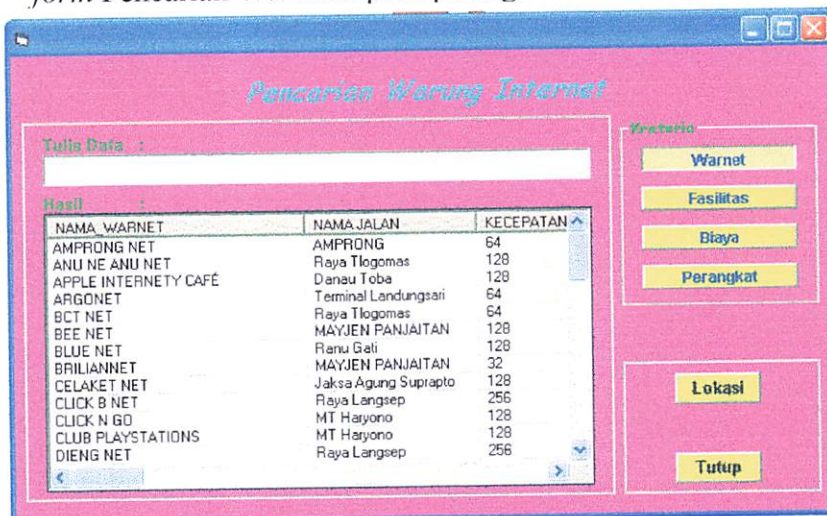 form
Pencarian Warung Internet
Tulis Data :
Hasil :
NAMA_WARNET NAMA JALAN KECEPATAN
AMPRONG NET AMPRONG 64
ANU NE ANU NET Raya Tlogomas 128
APPLE INTERNETY CAFÉ Danau Toba 128
ARGONET Terminal Landungsari 64
BCT NET Raya Tlogomas 64
BEE NET MAYJEN PANJAITAN 128
BLUE NET Ranu Gati 128
BRILIANNET MAYJEN PANJAITAN 32
CELAKET NET Jaksa Agung Suprapto 128
CLICK B NET Raya Langsep 256
CLICK N GO MT Haryono 128
CLUB PLAYSTATIONS MT Haryono 128
DIENG NET Raya Langsep 256
Kreteria
Warnet
Fasilitas
Biaya
Perangkat
Lokasi
Tutup